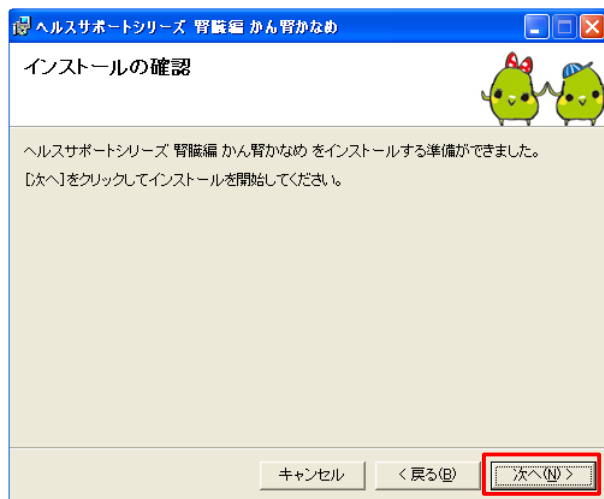 ヘルスサポートシリーズ 腎臓編 かん腎かなめ
インストールの確認
ヘルスサポートシリーズ 腎臓編 かん腎かなめ をインストールする準備ができました。
[次へ]をクリックしてインストールを開始してください。
キャンセル
< 戻る(B)
次へ(N) >